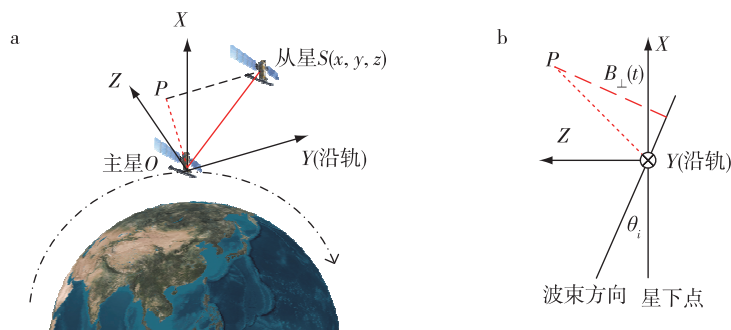 a
X
从星S(x, y, z)
Z
P
主星O
Y(沿轨)
b
X
P
B⊥(t)
Z
Y(沿轨)
θi
波束方向
星下点